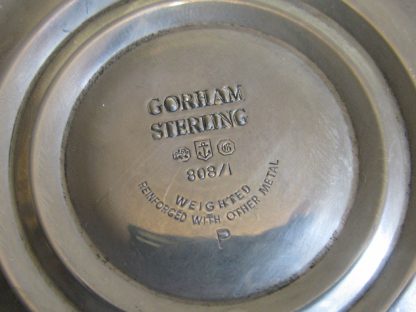 GORHAM
STERLING
G
808/1
WEIGHTED
REINFORCED WITH OTHER METAL
P